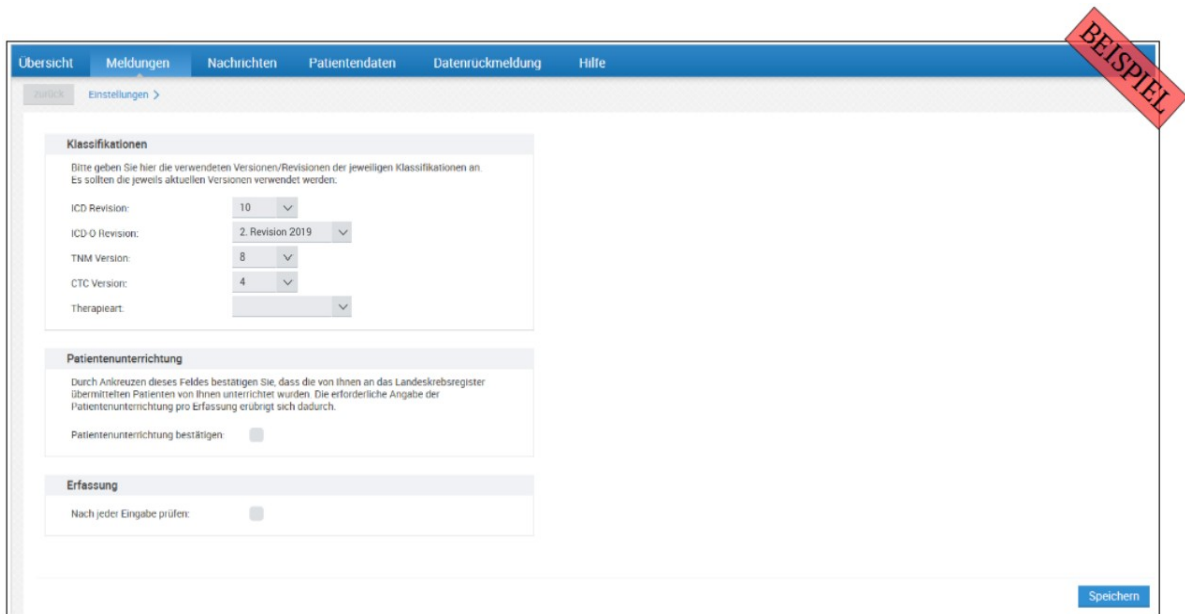 BEISPIEL
Übersicht Meldungen Nachrichten Patientendaten Datenrückmeldung Hilfe
zurück Einstellungen >
Klassifikationen
Bitte geben Sie hier die verwendeten Versionen/Revisionen der jeweiligen Klassifikationen an.
Es sollten die jeweils aktuellen Versionen verwendet werden:
ICD Revision: 10
ICD-O Revision: 2. Revision 2019
TNM Version: 8
CTC Version: 4
Therapieart:
Patientenunterrichtung
Durch Ankreuzen dieses Feldes bestätigen Sie, dass die von Ihnen an das Landeskrebsregister
übermittelten Patienten von Ihnen unterrichtet wurden. Die erforderliche Angabe der
Patientenunterrichtung pro Erfassung erübrigt sich dadurch.
Patientenunterrichtung bestätigen:
Erfassung
Nach jeder Eingabe prüfen:
Speichern